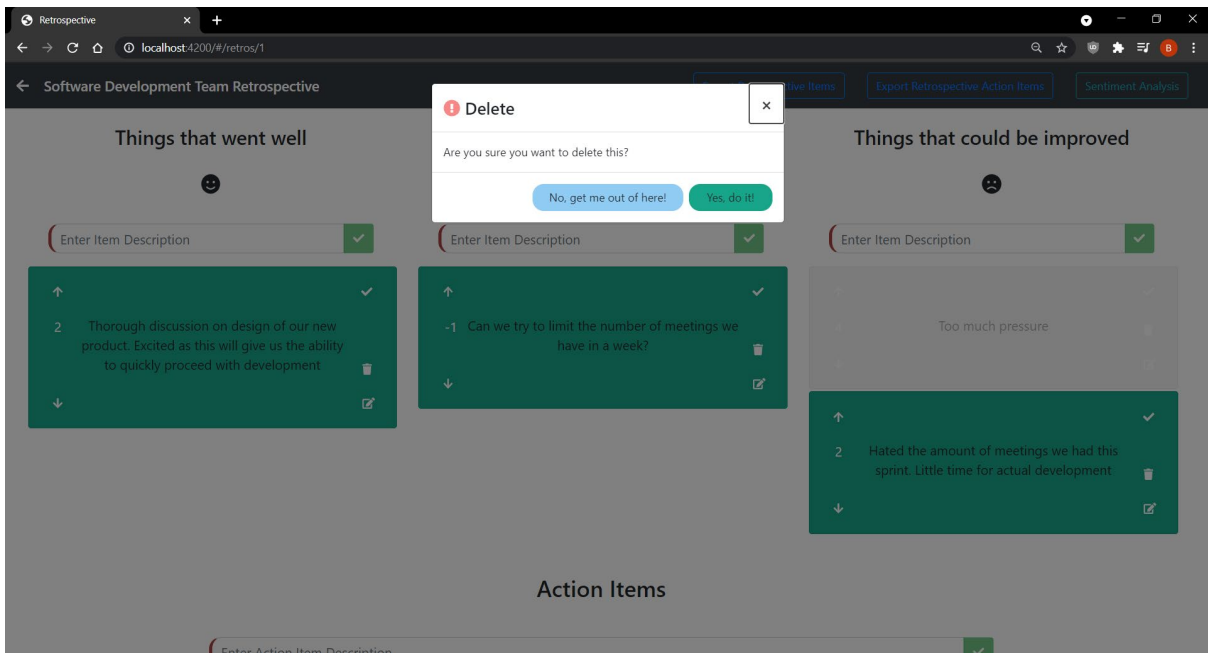 Retrospective
localhost:4200/#/retros/1
B
Software Development Team Retrospective
Items
Export Retrospective Action Items
Sentiment Analysis
Delete
Are you sure you want to delete this?
No, get me out of here!
Yes, do it!
Things that went well
Enter Item Description
2
Thorough discussion on design of our new
product. Excited as this will give us the ability
to quickly proceed with development
Enter Item Description
-1
Can we try to limit the number of meetings we
have in a week?
Things that could be improved
Enter Item Description
Too much pressure
2
Hated the amount of meetings we had this
sprint. Little time for actual development
Action Items
Enter Action Item Description